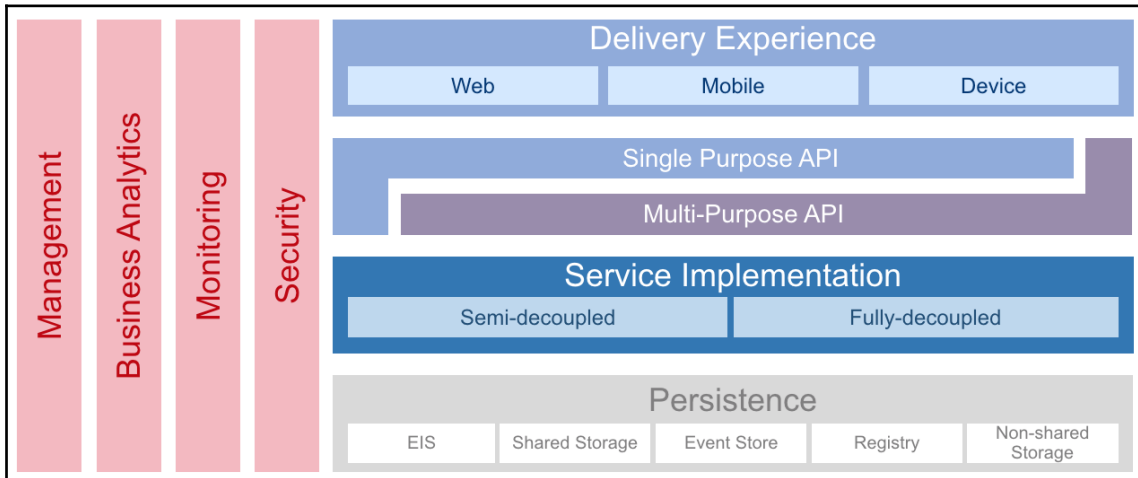 Management
Business Analytics
Monitoring
Security
Delivery Experience
Web
Mobile
Device
Single Purpose API
Multi-Purpose API
Service Implementation
Semi-decoupled
Fully-decoupled
Persistence
EIS
Shared Storage
Event Store
Registry
Non-shared
Storage